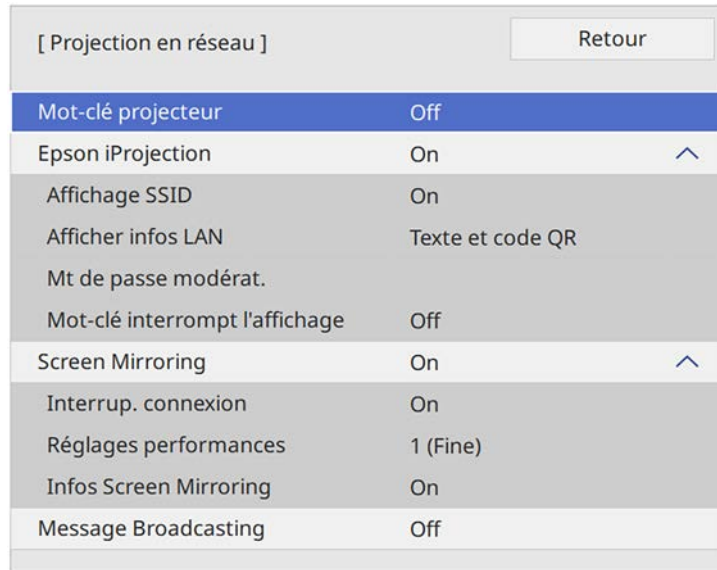 [ Projection en réseau ] Retour
Mot-clé projecteur Off
Epson iProjection On
Affichage SSID On
Afficher infos LAN Texte et code QR
Mt de passe modérat.
Mot-clé interrompt l'affichage Off
Screen Mirroring On
Interrup. connexion On
Réglages performances 1 (Fine)
Infos Screen Mirroring On
Message Broadcasting Off